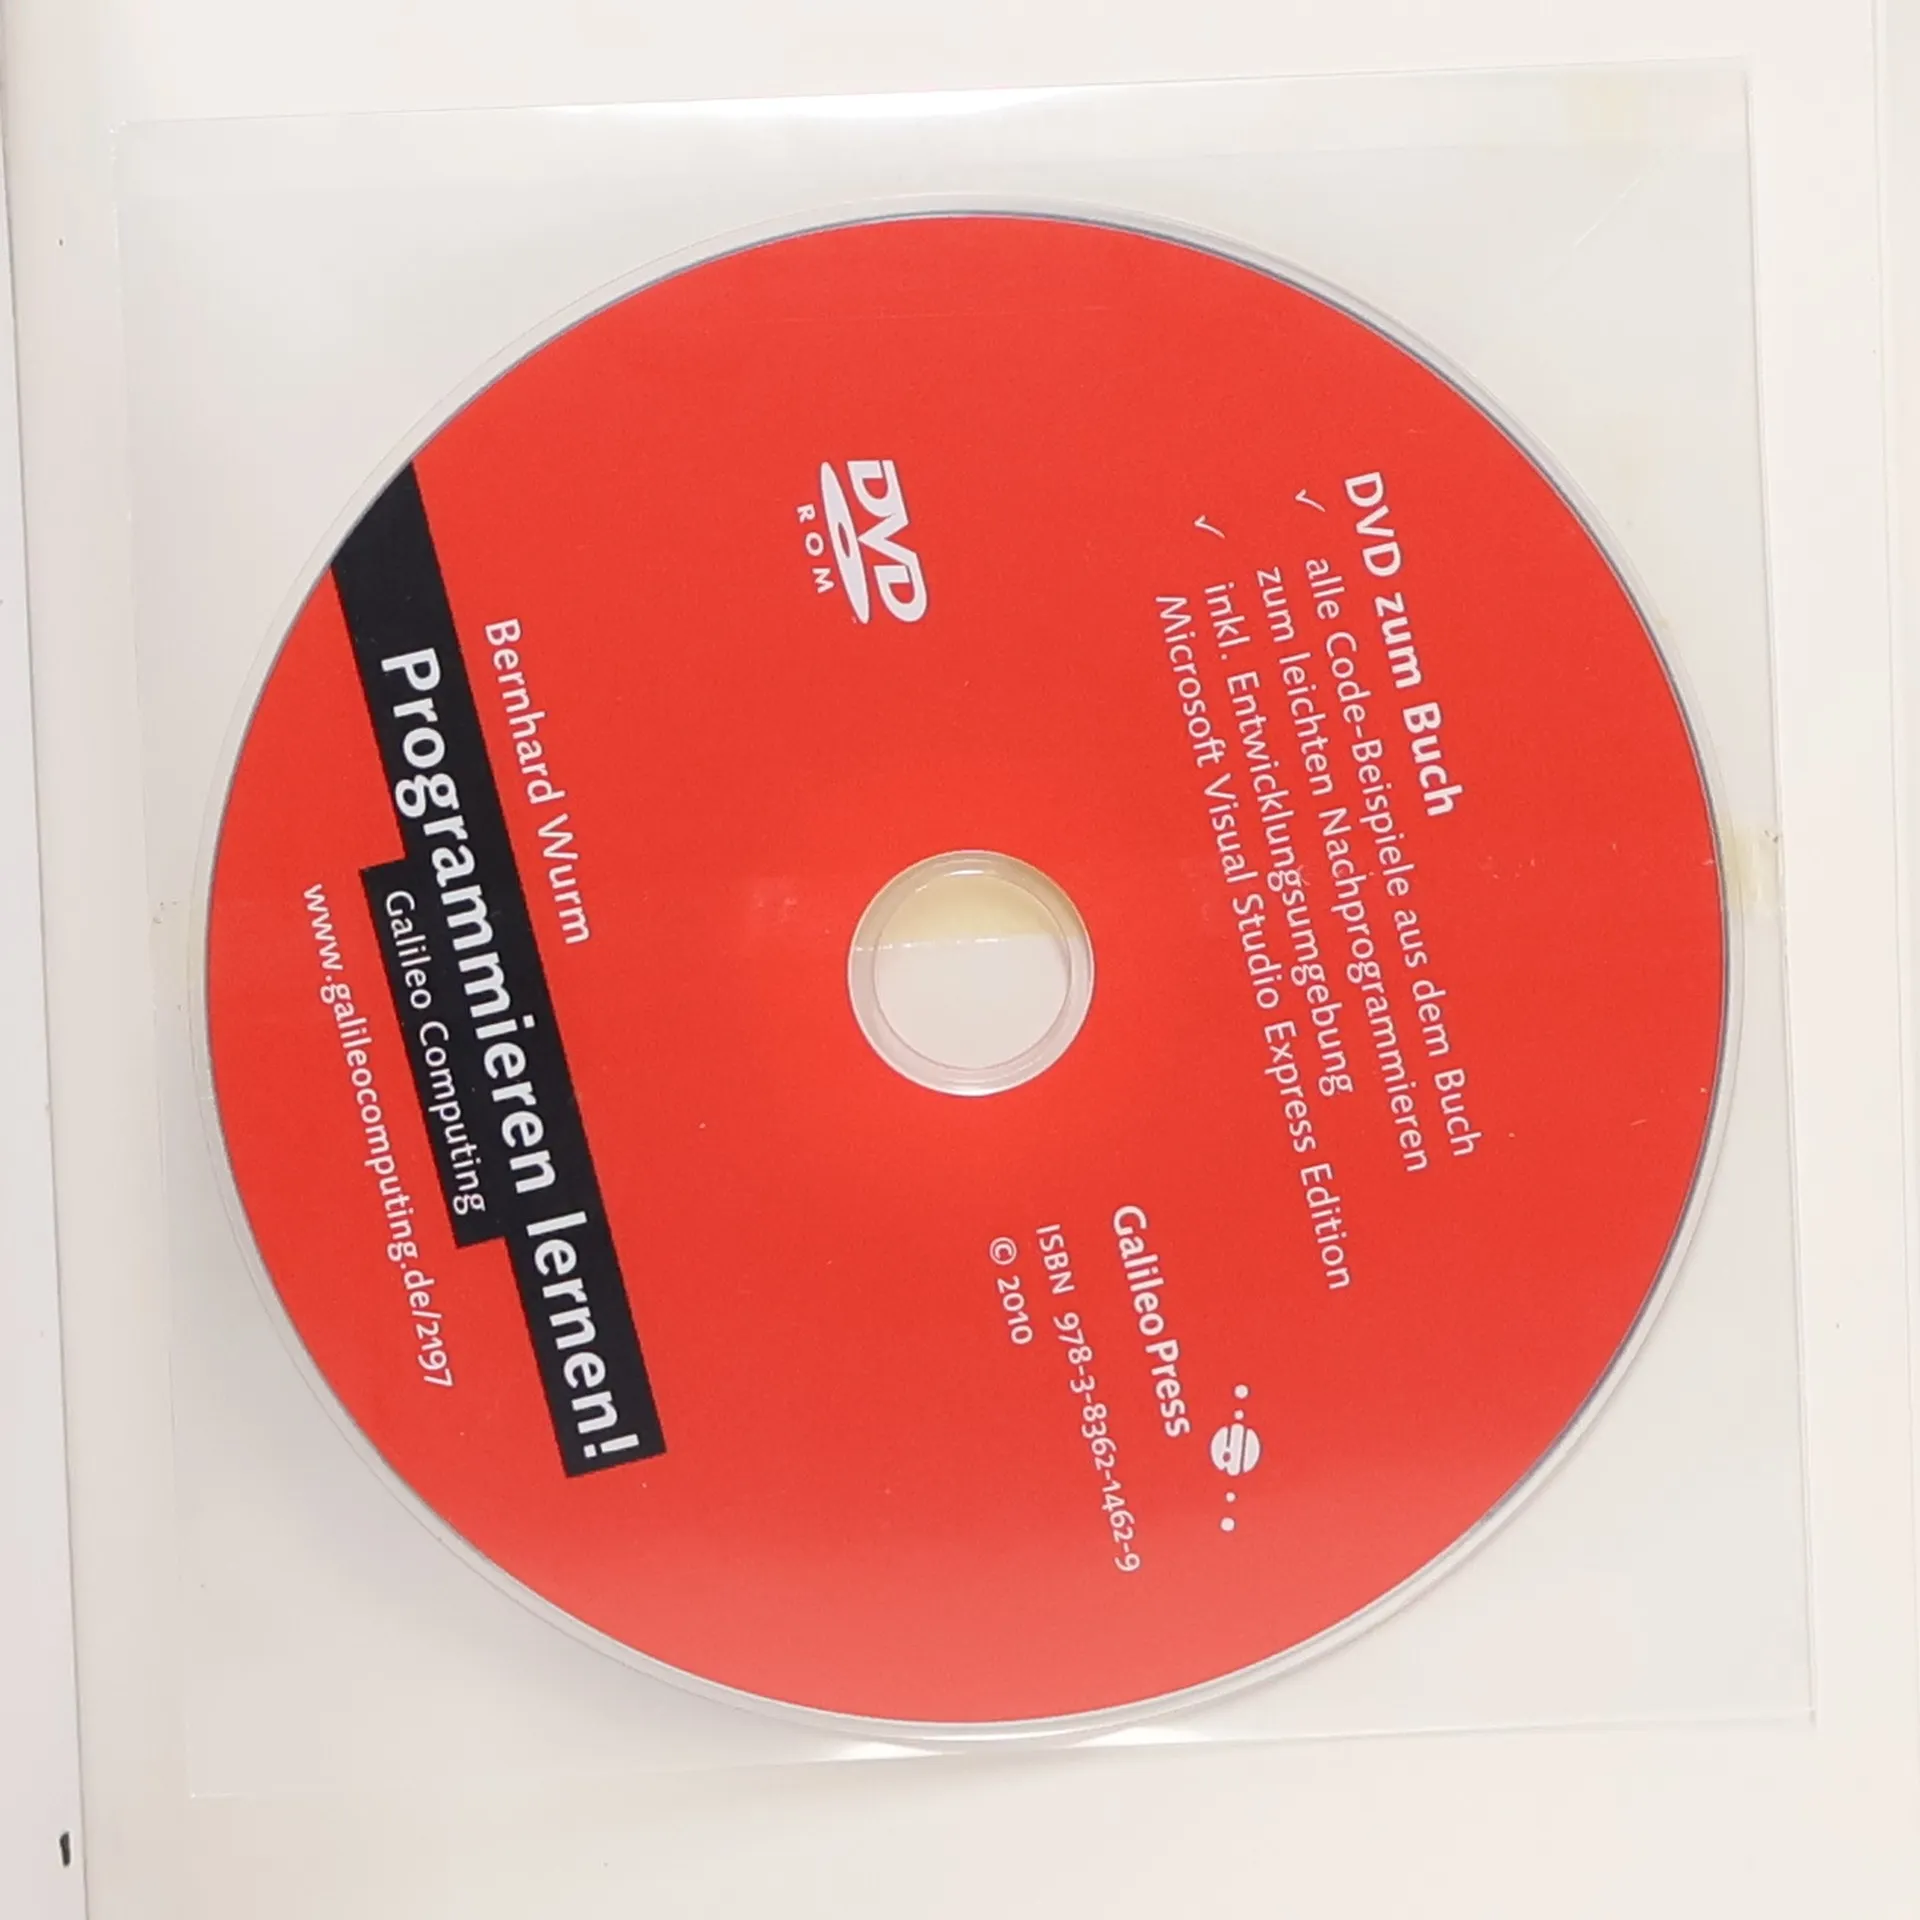 DVD zum Buch
✓ alle Code-Beispiele aus dem Buch
zum leichten Nachprogrammieren
✓ inkl. Entwicklungsumgebung
Microsoft Visual Studio Express Edition
DVD
ROM
Galileo Press
ISBN 978-3-8362-1462-9
© 2010
Bernhard Wurm
Programmieren lernen!
Galileo Computing
www.galileocomputing.de/2197